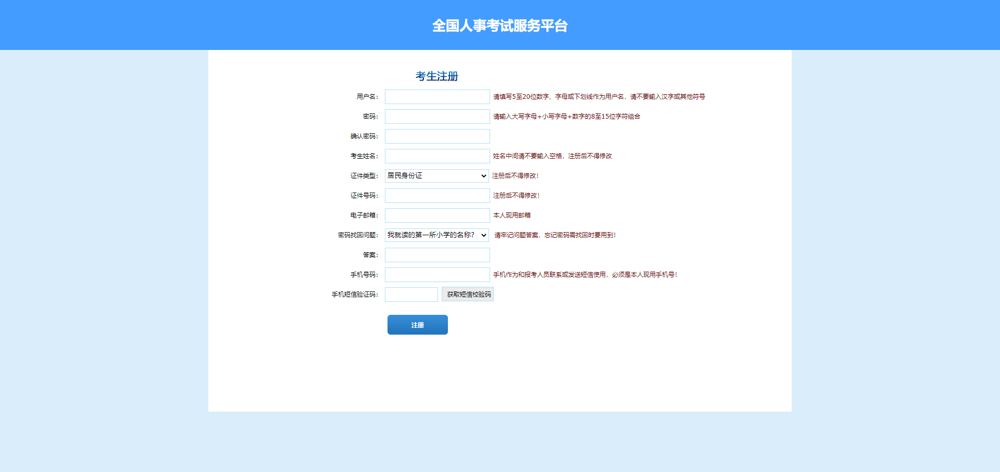 全国人事考试服务平台
考生注册
用户名： 请填写5至20位数字、字母或下划线作为用户名，请不要输入汉字或其他符号
密码： 请输入大写字母+小写字母+数字的8至15位字符组合
确认密码：
考生姓名： 姓名中间请不要输入空格，注册后不得修改
证件类型： 居民身份证 注册后不得修改！
证件号码： 注册后不得修改！
电子邮箱： 本人现用邮箱
密码找回问题： 我就读的第一所小学的名称？ 请牢记问题答案，忘记密码需找回时要用到！
答案：
手机号码： 手机作为和报考人员联系或发送短信使用，必须是本人现用手机号！
手机短信验证码： 获取短信校验码
注册